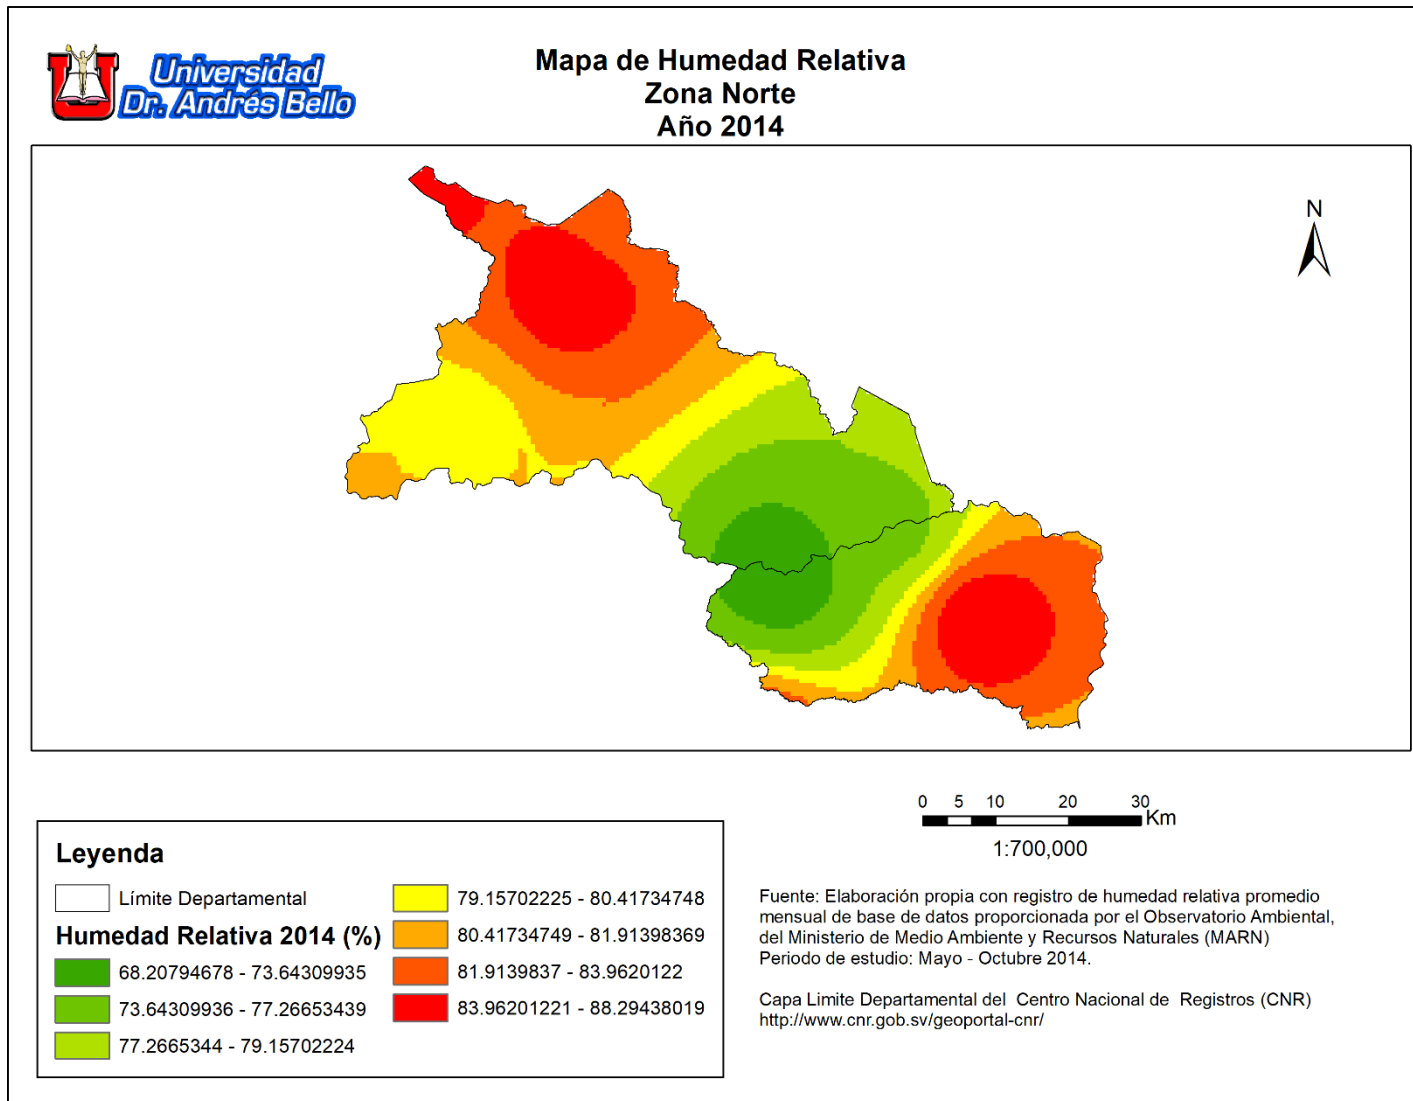 Universidad
Dr. Andrés Bello
Mapa de Humedad Relativa
Zona Norte
Año 2014
N
0 5 10 20 30
Km
1:700,000
Leyenda
Límite Departamental
Humedad Relativa 2014 (%)
68.20794678 - 73.64309935
73.64309936 - 77.26653439
77.2665344 - 79.15702224
79.15702225 - 80.41734748
80.41734749 - 81.91398369
81.9139837 - 83.9620122
83.96201221 - 88.29438019
Fuente: Elaboración propia con registro de humedad relativa promedio
mensual de base de datos proporcionada por el Observatorio Ambiental,
del Ministerio de Medio Ambiente y Recursos Naturales (MARN)
Periodo de estudio: Mayo - Octubre 2014.
Capa Limite Departamental del Centro Nacional de Registros (CNR)
http://www.cnr.gob.sv/geoportal-cnr/